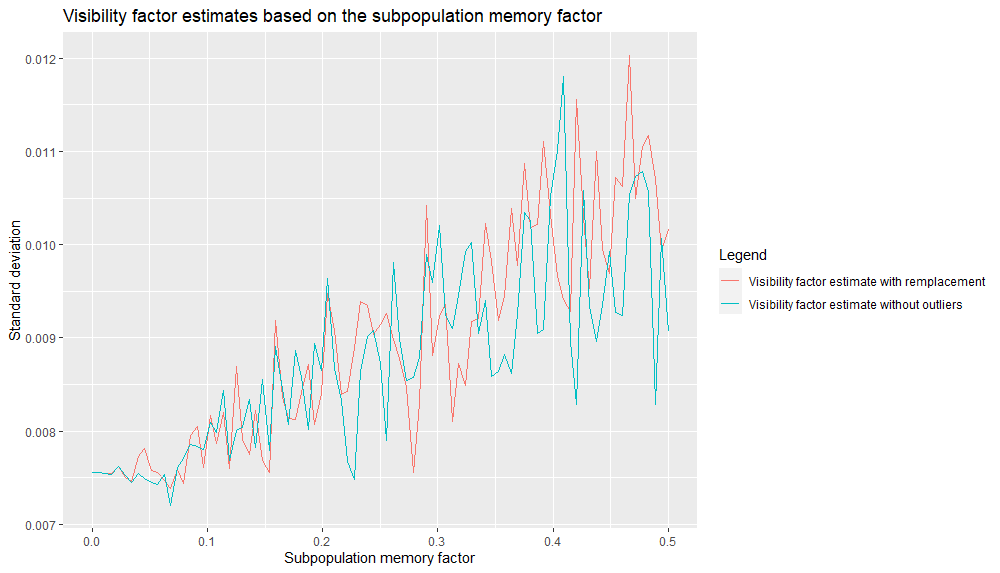 Visibility factor estimates based on the subpopulation memory factor
0.012
0.011
0.010
0.009
0.008
0.007
Standard deviation
0.0
0.1
0.2
0.3
0.4
0.5
Subpopulation memory factor
Legend
Visibility factor estimate with remplacement
Visibility factor estimate without outliers